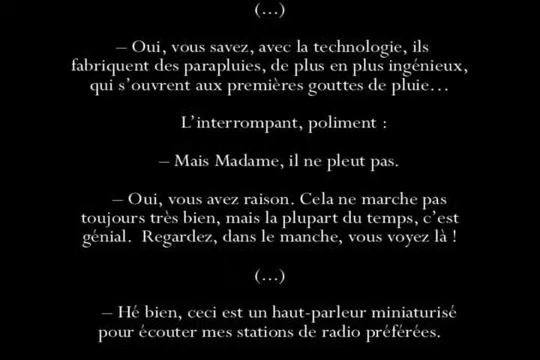 (…)
– Oui, vous savez, avec la technologie, ils
fabriquent des parapluies, de plus en plus ingénieux,
qui s’ouvrent aux premières gouttes de pluie…
L’interrompant, poliment :
– Mais Madame, il ne pleut pas.
– Oui, vous avez raison. Cela ne marche pas
toujours très bien, mais la plupart du temps, c’est
génial.  Regardez, dans le manche, vous voyez là !
(…)
– Hé bien, ceci est un haut-parleur miniaturisé
pour écouter mes stations de radio préférées.